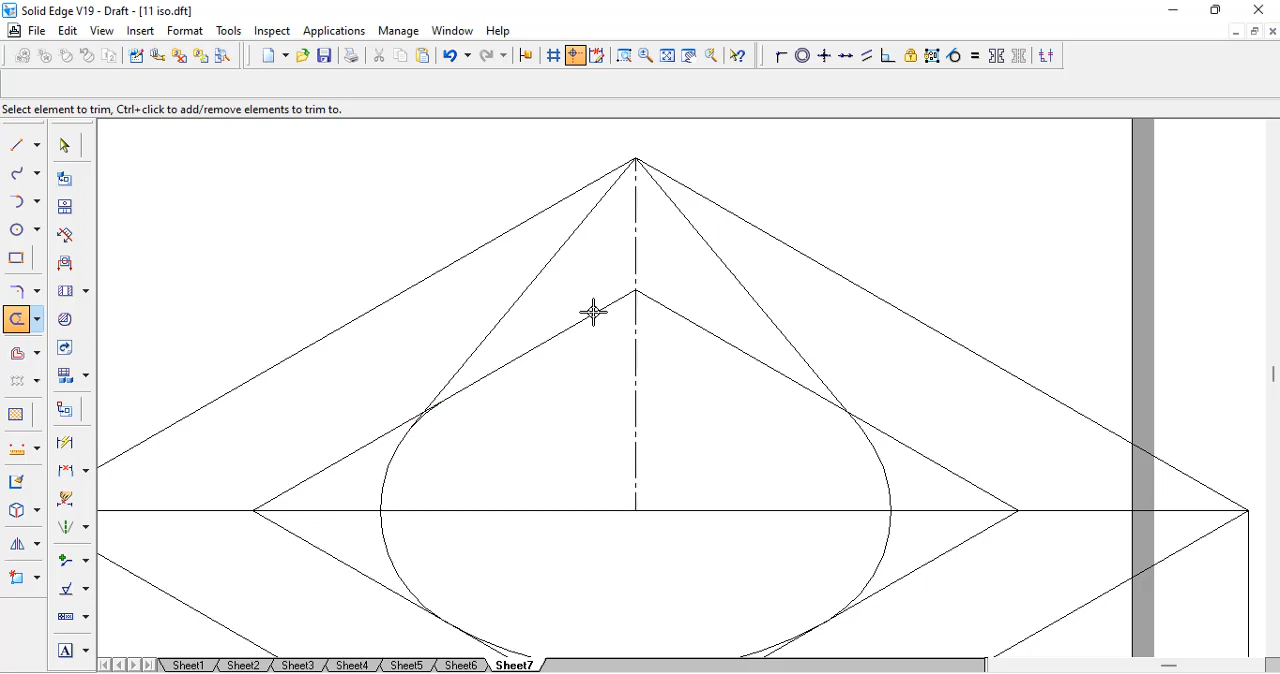 Solid Edge V19 - Draft - [11 iso.dft]
File Edit View Insert Format Tools Inspect Applications Manage Window Help
Select element to trim, Ctrl+click to add/remove elements to trim to.
A
Sheet1 Sheet2 Sheet3 Sheet4 Sheet5 Sheet6 Sheet7